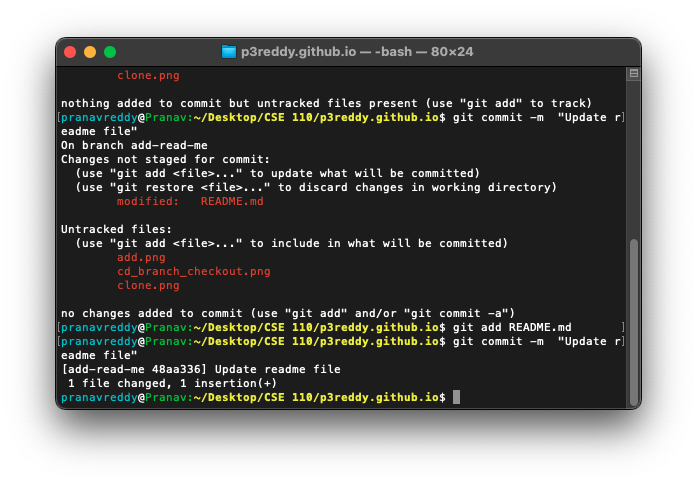 p3reddy.github.io — -bash — 80×24
clone.png
nothing added to commit but untracked files present (use "git add" to track)
[pranavreddy@Pranav:~/Desktop/CSE 110/p3reddy.github.io$ git commit -m  "Update r]
eadme file"
On branch add-read-me
Changes not staged for commit:
  (use "git add <file>..." to update what will be committed)
  (use "git restore <file>..." to discard changes in working directory)
        modified:   README.md
Untracked files:
  (use "git add <file>..." to include in what will be committed)
        add.png
        cd_branch_checkout.png
        clone.png
no changes added to commit (use "git add" and/or "git commit -a")
[pranavreddy@Pranav:~/Desktop/CSE 110/p3reddy.github.io$ git add README.md       ]
[pranavreddy@Pranav:~/Desktop/CSE 110/p3reddy.github.io$ git commit -m  "Update r]
eadme file"
[add-read-me 48aa336] Update readme file
 1 file changed, 1 insertion(+)
pranavreddy@Pranav:~/Desktop/CSE 110/p3reddy.github.io$